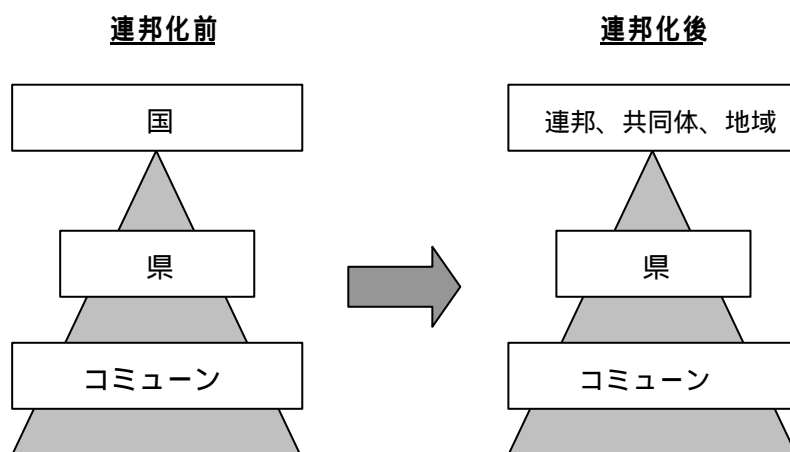 連邦化前
国
県
コミューン
連邦化後
連邦、共同体、地域
県
コミューン